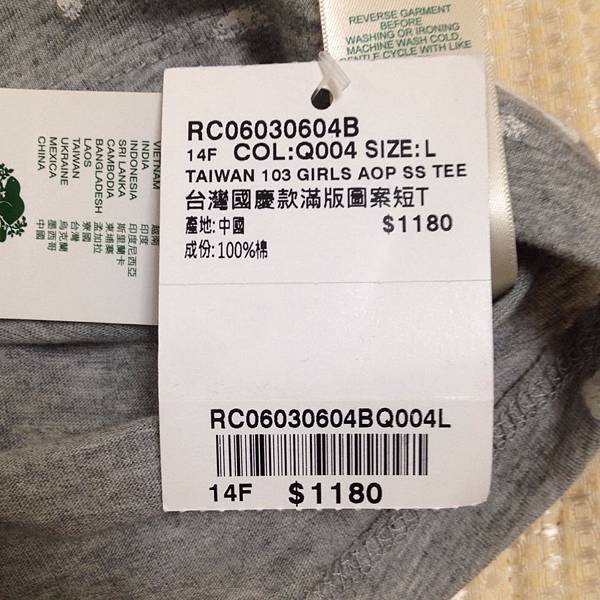 REVERSE GARMENT
BEFORE
WASHING OR IRONING
MACHINE WASH COLD,
GENTLE CYCLE WITH LIKE
RC06030604B
14F COL:Q004 SIZE:L
TAIWAN 103 GIRLS AOP SS TEE
台灣國慶款滿版圖案短T
產地:中國 $1180
成份:100%棉
RC06030604BQ004L
14F $1180
VIETNAM 越南
INDIA 印度
INDONESIA 印度尼西亞
SRI LANKA 斯里蘭卡
CAMBODIA 柬埔寨
BANGLADESH 孟加拉
LAOS 寮國
TAIWAN 台灣
UKRAINE 烏克蘭
MEXICO 墨西哥
CHINA 中國